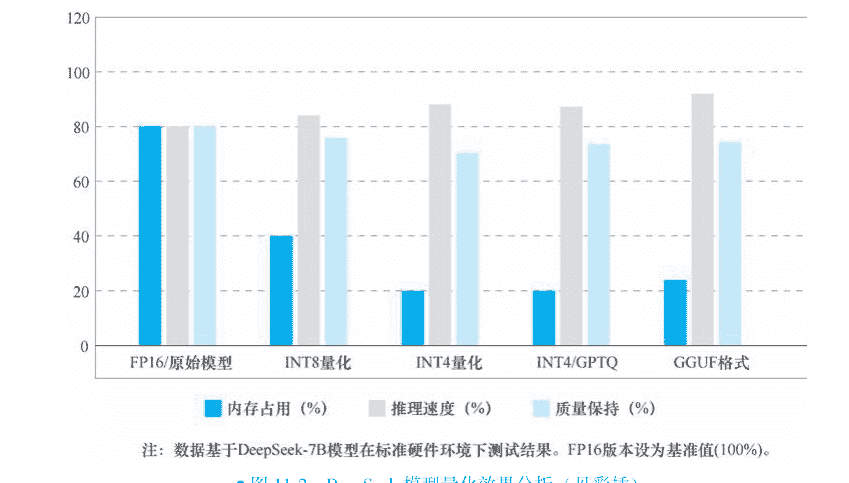 120
100
80
60
40
20
0
FP16/原始模型 INT8量化 INT4量化 INT4/GPTQ GGUF格式
内存占用（%） 推理速度（%） 质量保持（%）
注：数据基于DeepSeek-7B模型在标准硬件环境下测试结果。FP16版本设为基准值(100%)。